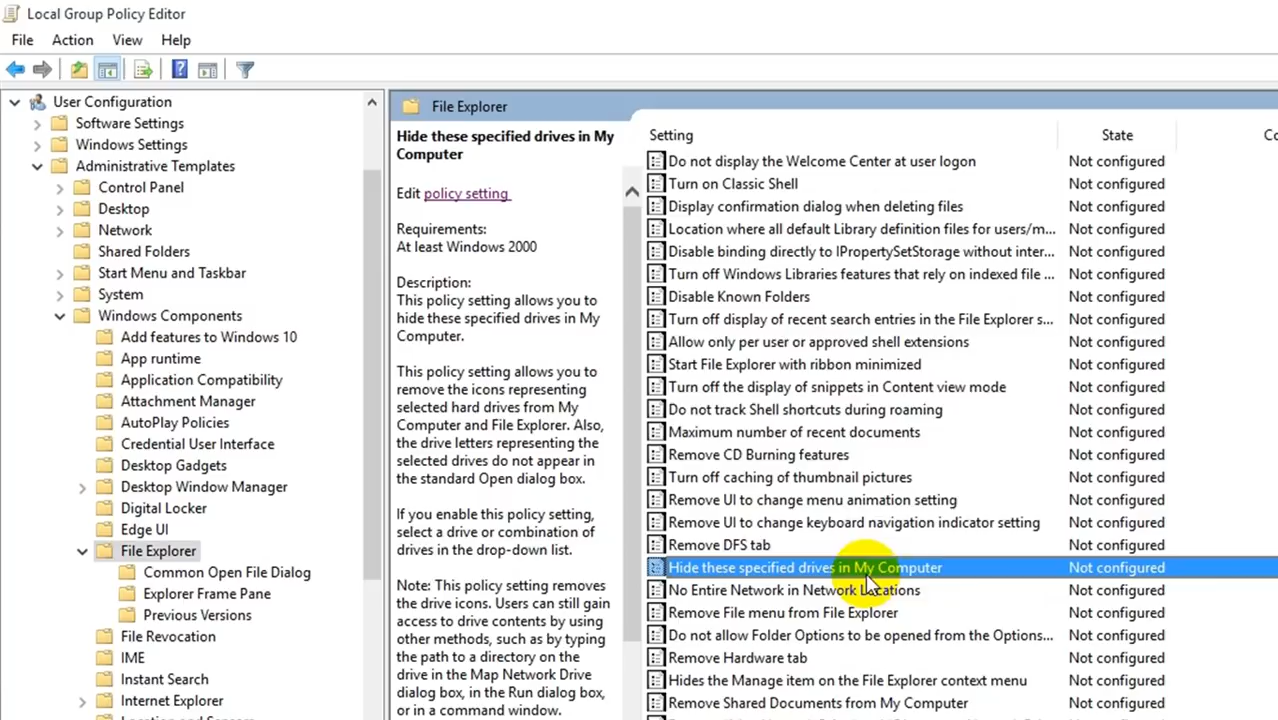 Local Group Policy Editor
File Action View Help
User Configuration
Software Settings
Windows Settings
Administrative Templates
Control Panel
Desktop
Network
Shared Folders
Start Menu and Taskbar
System
Windows Components
Add features to Windows 10
App runtime
Application Compatibility
Attachment Manager
AutoPlay Policies
Credential User Interface
Desktop Gadgets
Desktop Window Manager
Digital Locker
Edge UI
File Explorer
Common Open File Dialog
Explorer Frame Pane
Previous Versions
File Revocation
IME
Instant Search
Internet Explorer
File Explorer
Hide these specified drives in My
Computer
Edit policy setting
Requirements:
At least Windows 2000
Description:
This policy setting allows you to
hide these specified drives in My
Computer.
This policy setting allows you to
remove the icons representing
selected hard drives from My
Computer and File Explorer. Also,
the drive letters representing the
selected drives do not appear in
the standard Open dialog box.
If you enable this policy setting,
select a drive or combination of
drives in the drop-down list.
Note: This policy setting removes
the drive icons. Users can still gain
access to drive contents by using
other methods, such as by typing
the path to a directory on the
drive in the Map Network Drive
dialog box, in the Run dialog box,
or in a command window.
Setting State
Do not display the Welcome Center at user logon Not configured
Turn on Classic Shell Not configured
Display confirmation dialog when deleting files Not configured
Location where all default Library definition files for users/m... Not configured
Disable binding directly to IPropertySetStorage without inter... Not configured
Turn off Windows Libraries features that rely on indexed file ... Not configured
Disable Known Folders Not configured
Turn off display of recent search entries in the File Explorer s... Not configured
Allow only per user or approved shell extensions Not configured
Start File Explorer with ribbon minimized Not configured
Turn off the display of snippets in Content view mode Not configured
Do not track Shell shortcuts during roaming Not configured
Maximum number of recent documents Not configured
Remove CD Burning features Not configured
Turn off caching of thumbnail pictures Not configured
Remove UI to change menu animation setting Not configured
Remove UI to change keyboard navigation indicator setting Not configured
Remove DFS tab Not configured
Hide these specified drives in My Computer Not configured
No Entire Network in Network Locations Not configured
Remove File menu from File Explorer Not configured
Do not allow Folder Options to be opened from the Options... Not configured
Remove Hardware tab Not configured
Hides the Manage item on the File Explorer context menu Not configured
Remove Shared Documents from My Computer Not configured